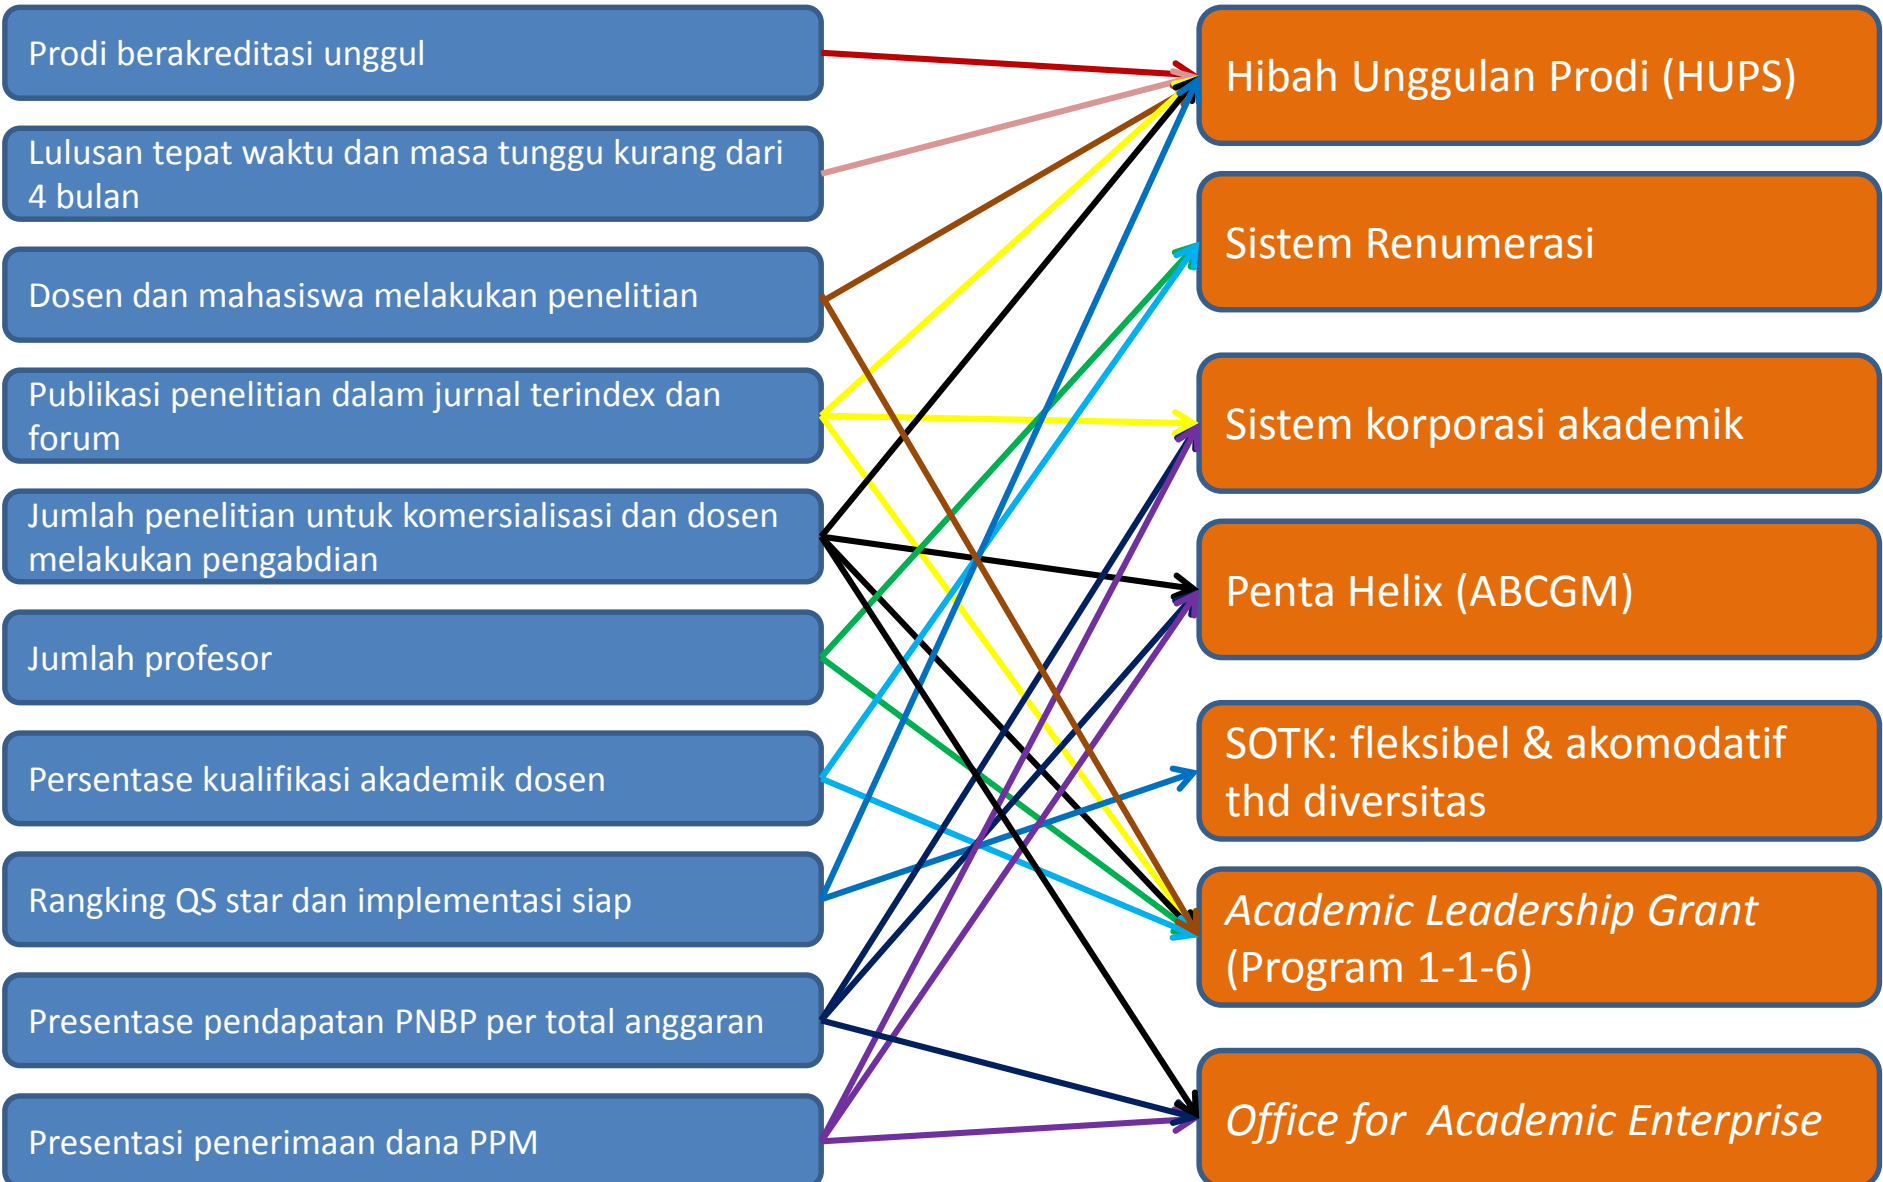 Prodi berakreditasi unggul
Lulusan tepat waktu dan masa tunggu kurang dari
4 bulan
Dosen dan mahasiswa melakukan penelitian
Publikasi penelitian dalam jurnal terindex dan
forum
Jumlah penelitian untuk komersialisasi dan dosen
melakukan pengabdian
Jumlah profesor
Persentase kualifikasi akademik dosen
Rangking QS star dan implementasi siap
Presentase pendapatan PNBP per total anggaran
Presentasi penerimaan dana PPM
Hibah Unggulan Prodi (HUPS)
Sistem Renumerasi
Sistem korporasi akademik
Penta Helix (ABCGM)
SOTK: fleksibel & akomodatif
thd diversitas
Academic Leadership Grant
(Program 1-1-6)
Office for Academic Enterprise